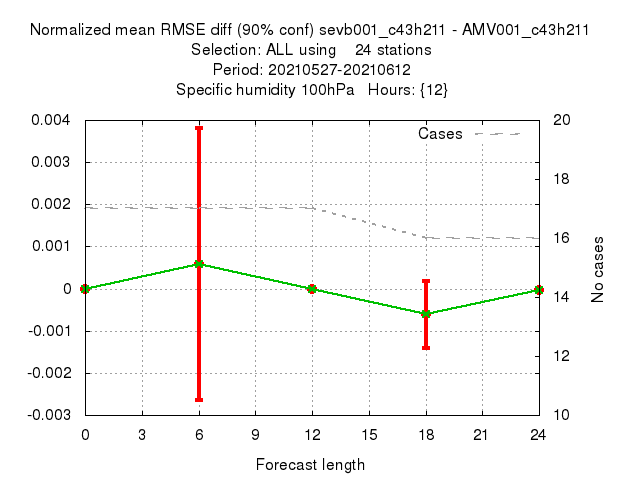 Normalized mean RMSE diff (90% conf) sevb001_c43h211 - AMV001_c43h211
Selection: ALL using    24 stations
Period: 20210527-20210612
Specific humidity 100hPa   Hours: {12}
Cases
0.004
0.003
0.002
0.001
0
-0.001
-0.002
-0.003
20
18
16
14
12
10
No cases
0 3 6 9 12 15 18 21 24
Forecast length